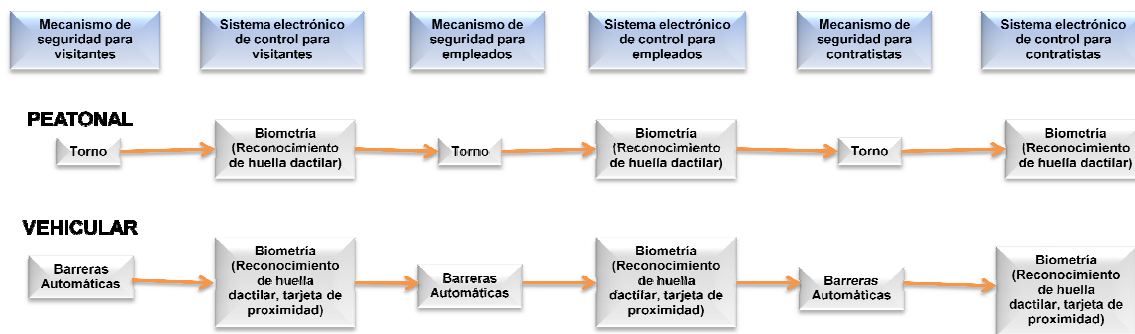 Mecanismo de
seguridad para
visitantes
Sistema electrónico
de control para
visitantes
Mecanismo de
seguridad para
empleados
Sistema electrónico
de control para
empleados
Mecanismo de
seguridad para
contratistas
Sistema electrónico
de control para
contratistas
PEATONAL
Torno
Biometría
(Reconocimiento
de huella dactilar)
Torno
Biometría
(Reconocimiento
de huella dactilar)
Torno
Biometría
(Reconocimiento
de huella dactilar)
VEHICULAR
Barreras
Automáticas
Biometría
(Reconocimiento
de huella
dactilar, tarjeta de
proximidad)
Barreras
Automáticas
Biometría
(Reconocimiento
de huella
dactilar, tarjeta de
proximidad)
Barreras
Automáticas
Biometría
(Reconocimiento
de huella
dactilar, tarjeta de
proximidad)